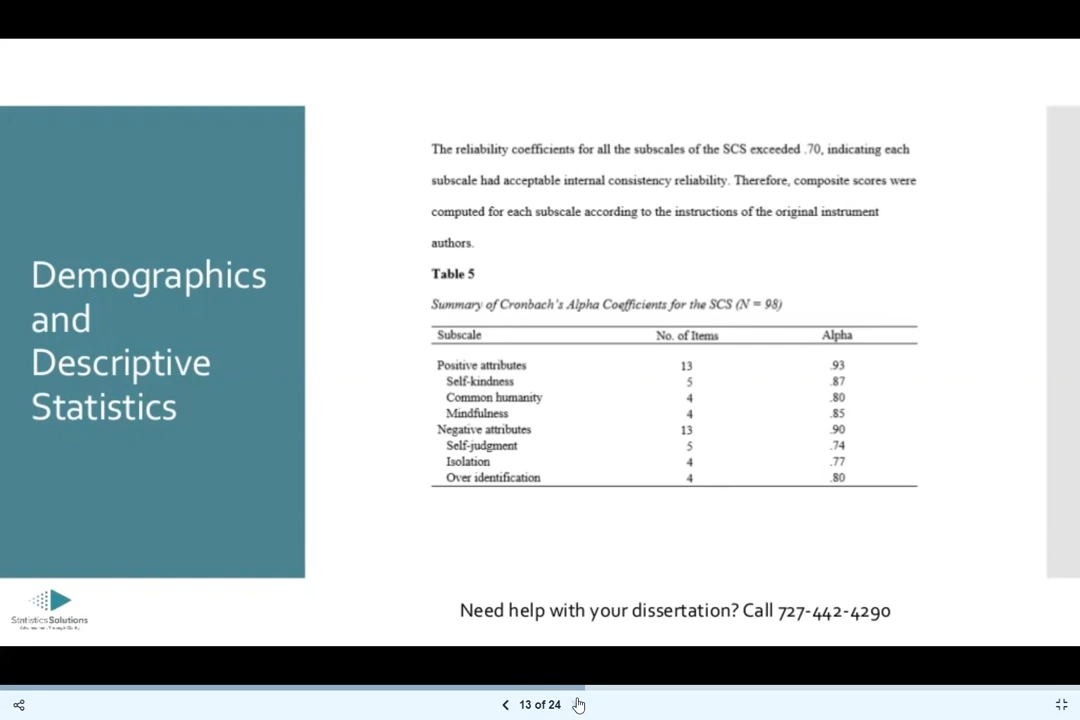 Demographics
and
Descriptive
Statistics
The reliability coefficients for all the subscales of the SCS exceeded .70, indicating each
subscale had acceptable internal consistency reliability. Therefore, composite scores were
computed for each subscale according to the instructions of the original instrument
authors.
Table 5
Summary of Cronbach's Alpha Coefficients for the SCS (N = 98)
Subscale No. of Items Alpha
Positive attributes 13 .93
Self-kindness 5 .87
Common humanity 4 .80
Mindfulness 4 .85
Negative attributes 13 .90
Self-judgment 5 .74
Isolation 4 .77
Over identification 4 .80
StatisticsSolutions
Need help with your dissertation? Call 727-442-4290
13 of 24